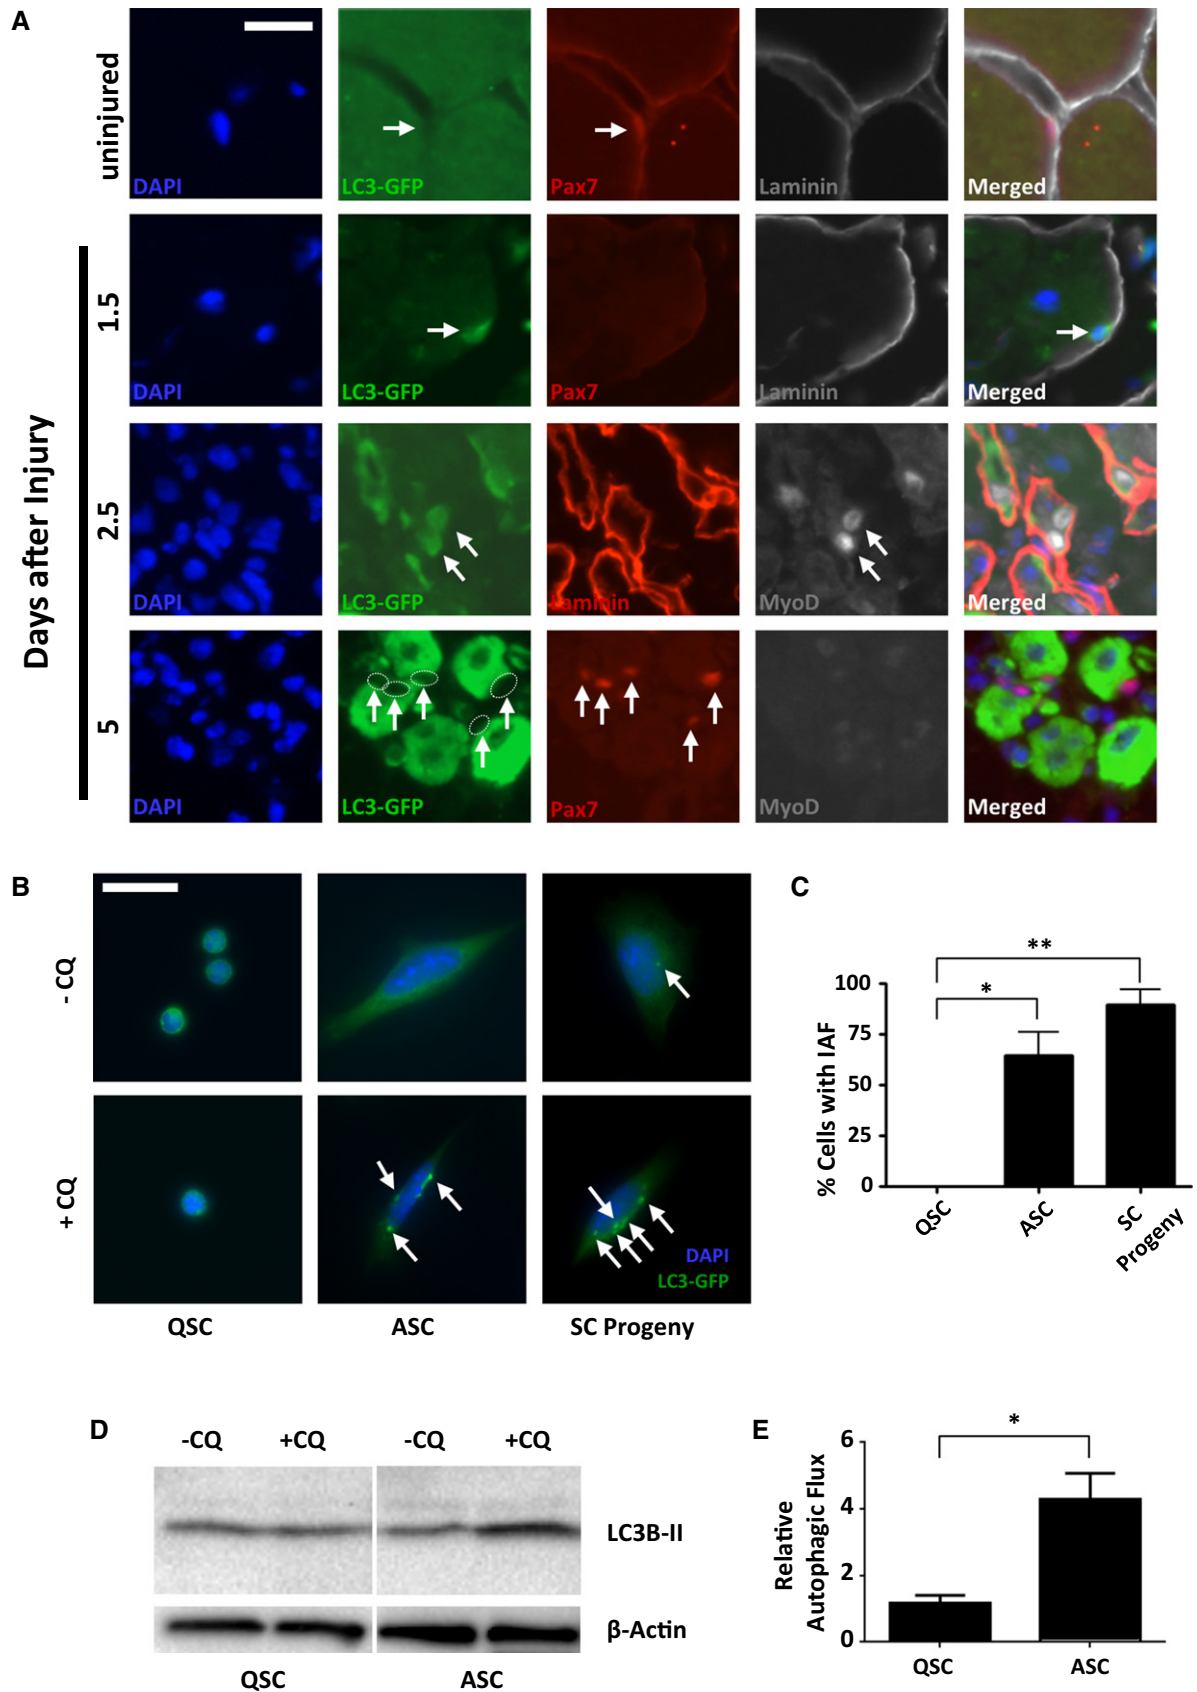 A
uninjured
DAPI
LC3-GFP
Pax7
Laminin
Merged
Days after Injury
1.5
DAPI
LC3-GFP
Pax7
Laminin
Merged
2.5
DAPI
LC3-GFP
Laminin
MyoD
Merged
5
DAPI
LC3-GFP
Pax7
MyoD
Merged
B
- CQ
+ CQ
DAPI
LC3-GFP
QSC
ASC
SC Progeny
C
% Cells with IAF
100
75
50
25
0
*
**
QSC
ASC
SC
Progeny
D
-CQ
+CQ
-CQ
+CQ
LC3B-II
β-Actin
QSC
ASC
E
Relative
Autophagic Flux
6
4
2
0
*
QSC
ASC